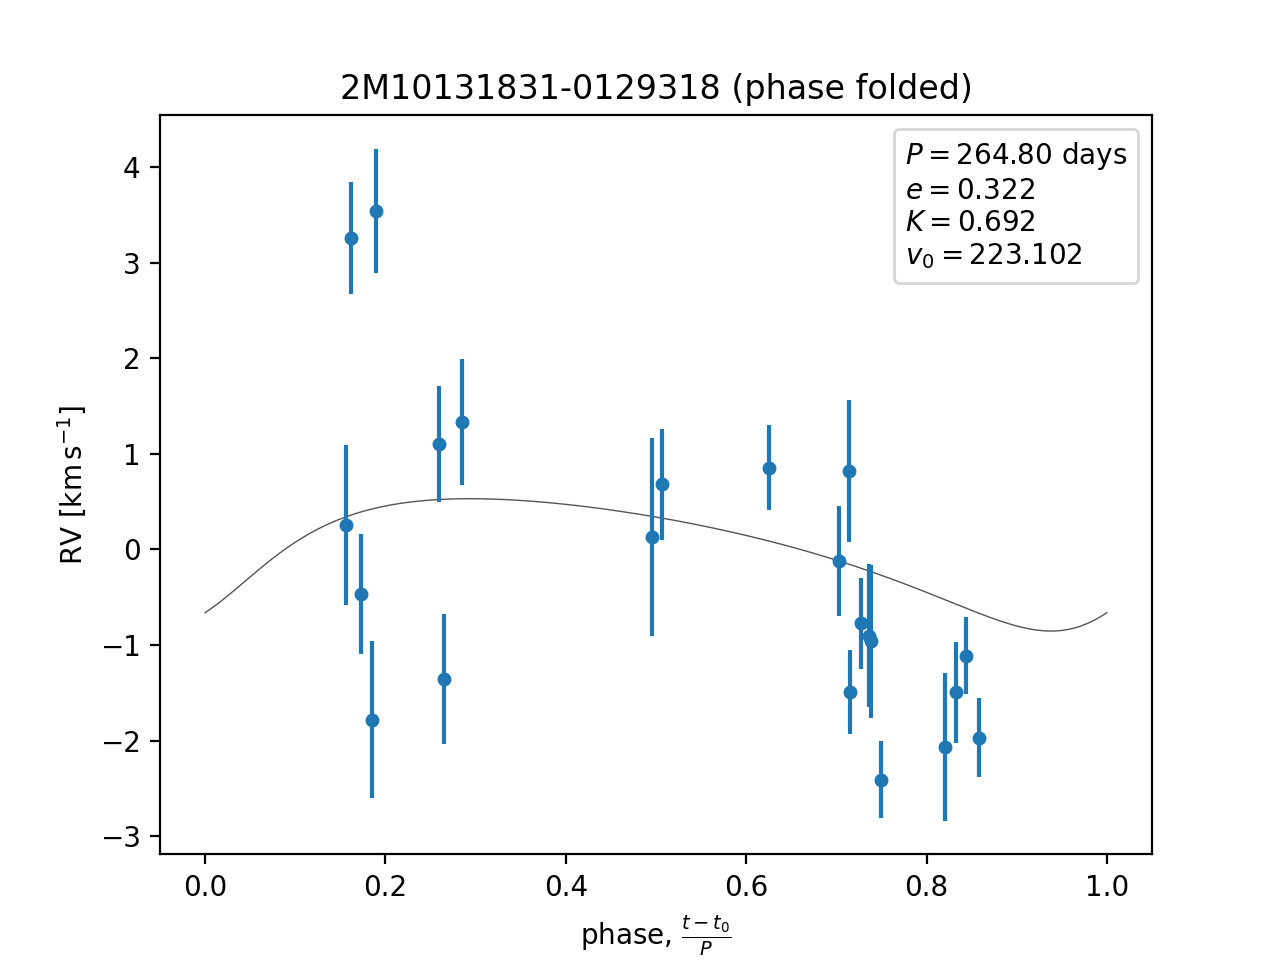 2M10131831-0129318 (phase folded)
P = 264.80 days
e = 0.322
K = 0.692
v₀ = 223.102
RV [km s⁻¹]
4
3
2
1
0
−1
−2
−3
0.0 0.2 0.4 0.6 0.8 1.0
phase, (t − t₀)/P